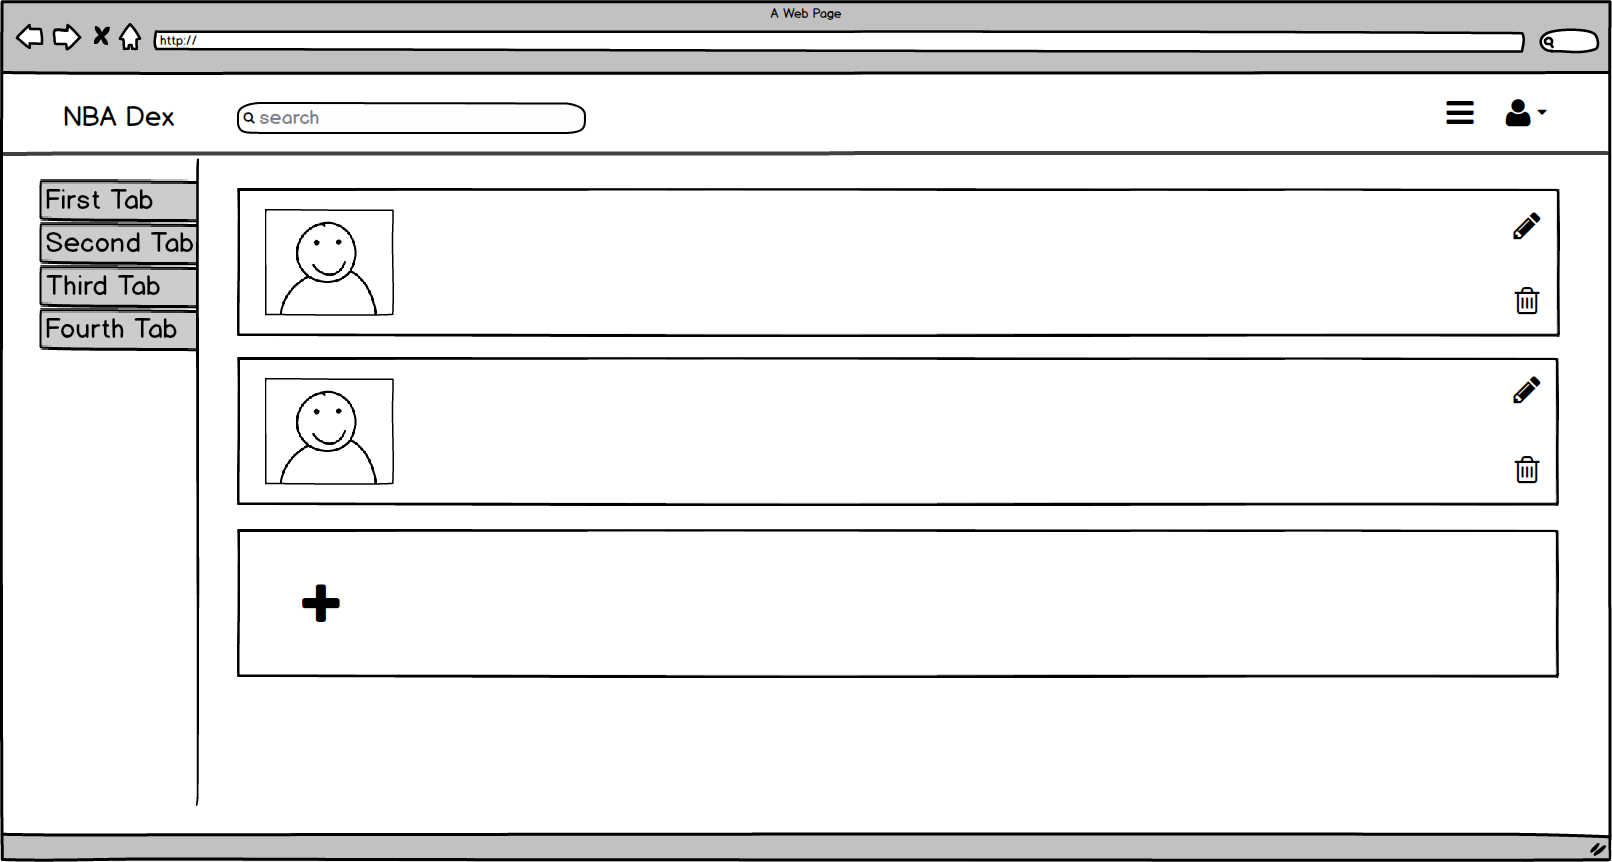 A Web Page
http://
NBA Dex
search
First Tab
Second Tab
Third Tab
Fourth Tab